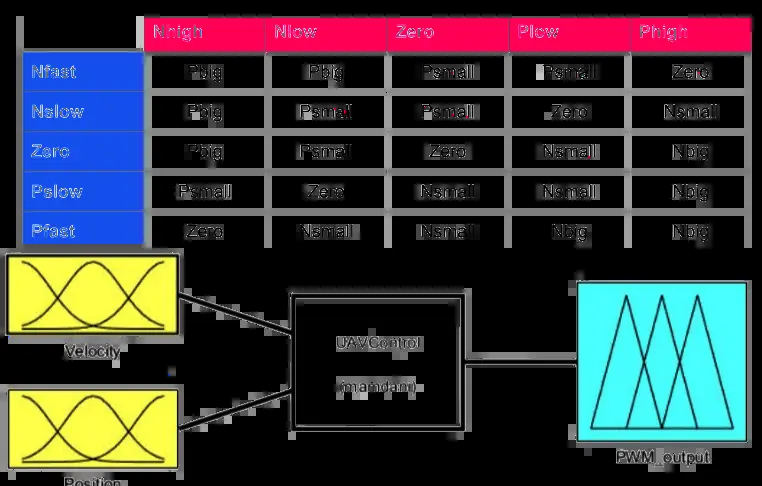 Nhigh Nlow Zero Plow Phigh
Nfast Pbig Pbig Psmall Psmall Zero
Nslow Pbig Psmall Psmall Zero Nsmall
Zero Pbig Psmall Zero Nsmall Nbig
Pslow Psmall Zero Nsmall Nsmall Nbig
Pfast Zero Nsmall Nsmall Nbig Nbig
Velocity
UAVControl
(mamdani)
PWM_output
Position